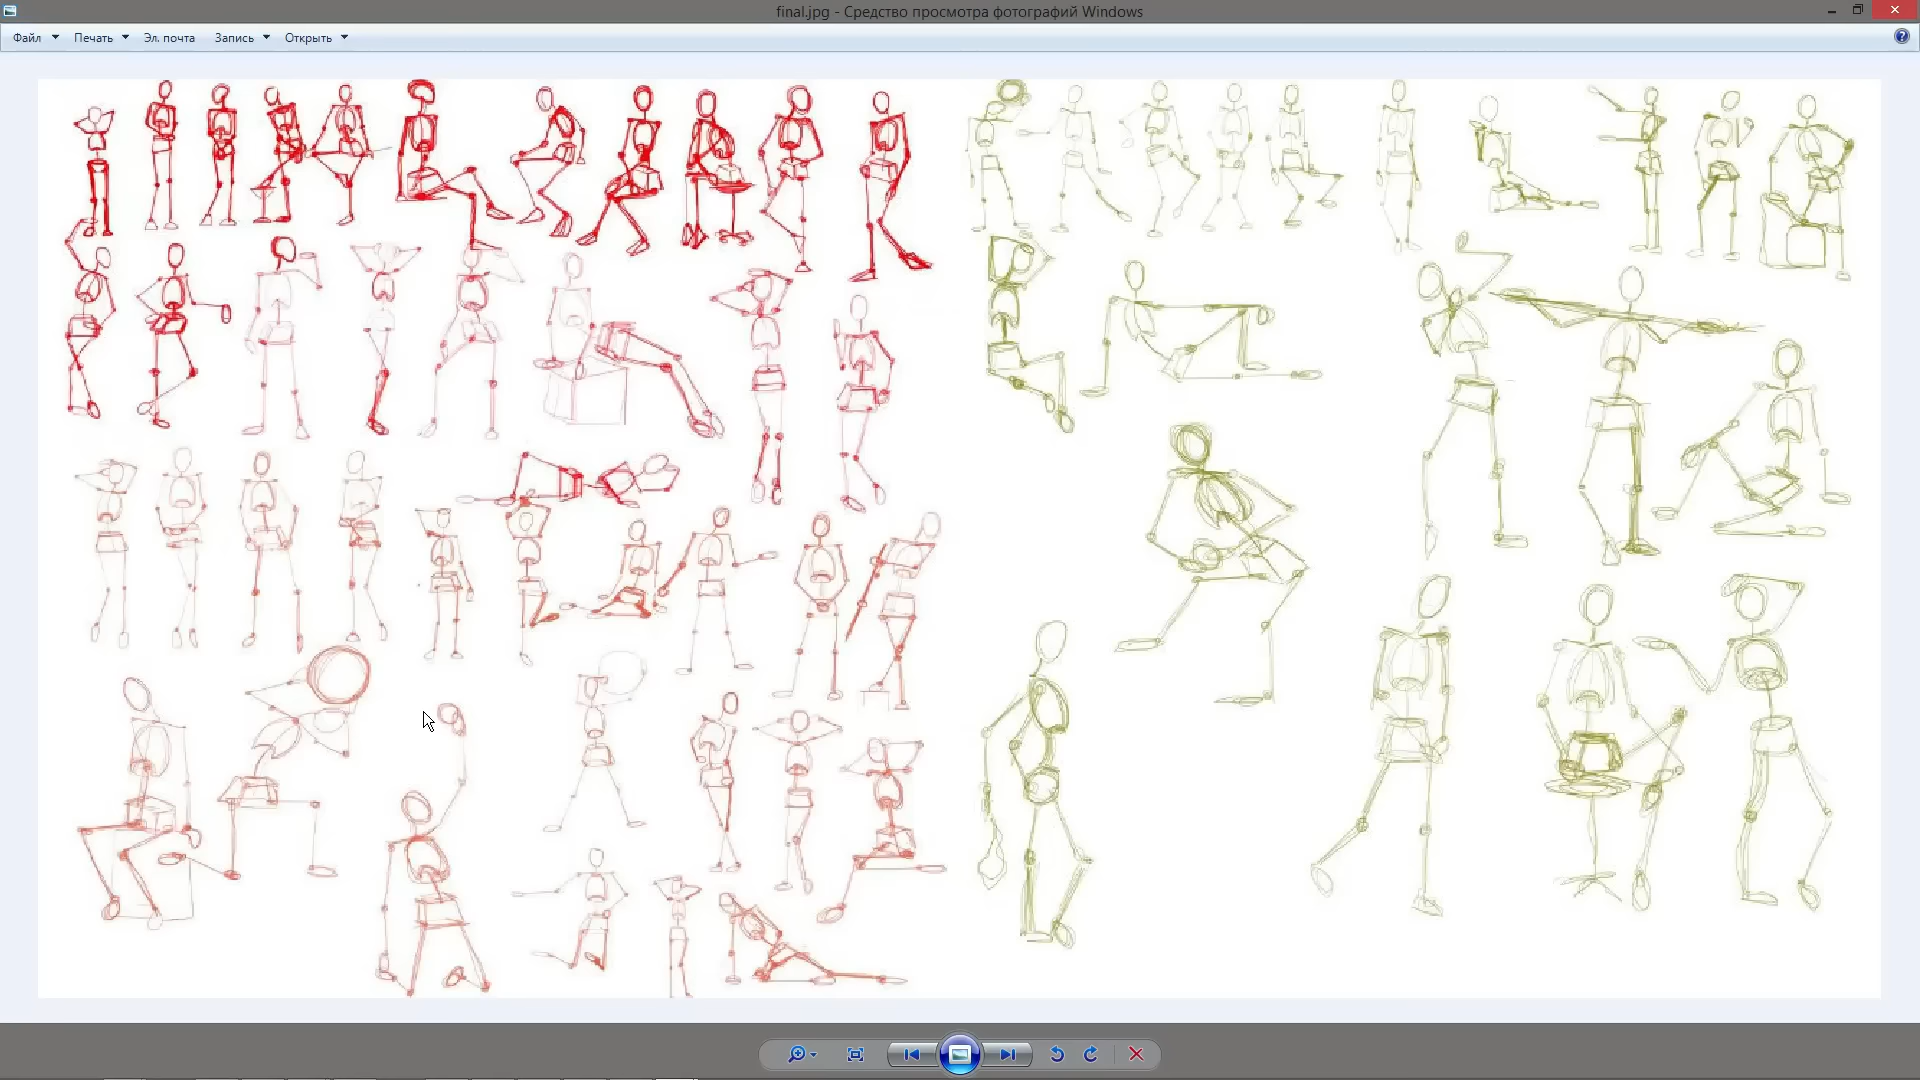 final.jpg - Средство просмотра фотографий Windows
Файл Печать Эл. почта Запись Открыть